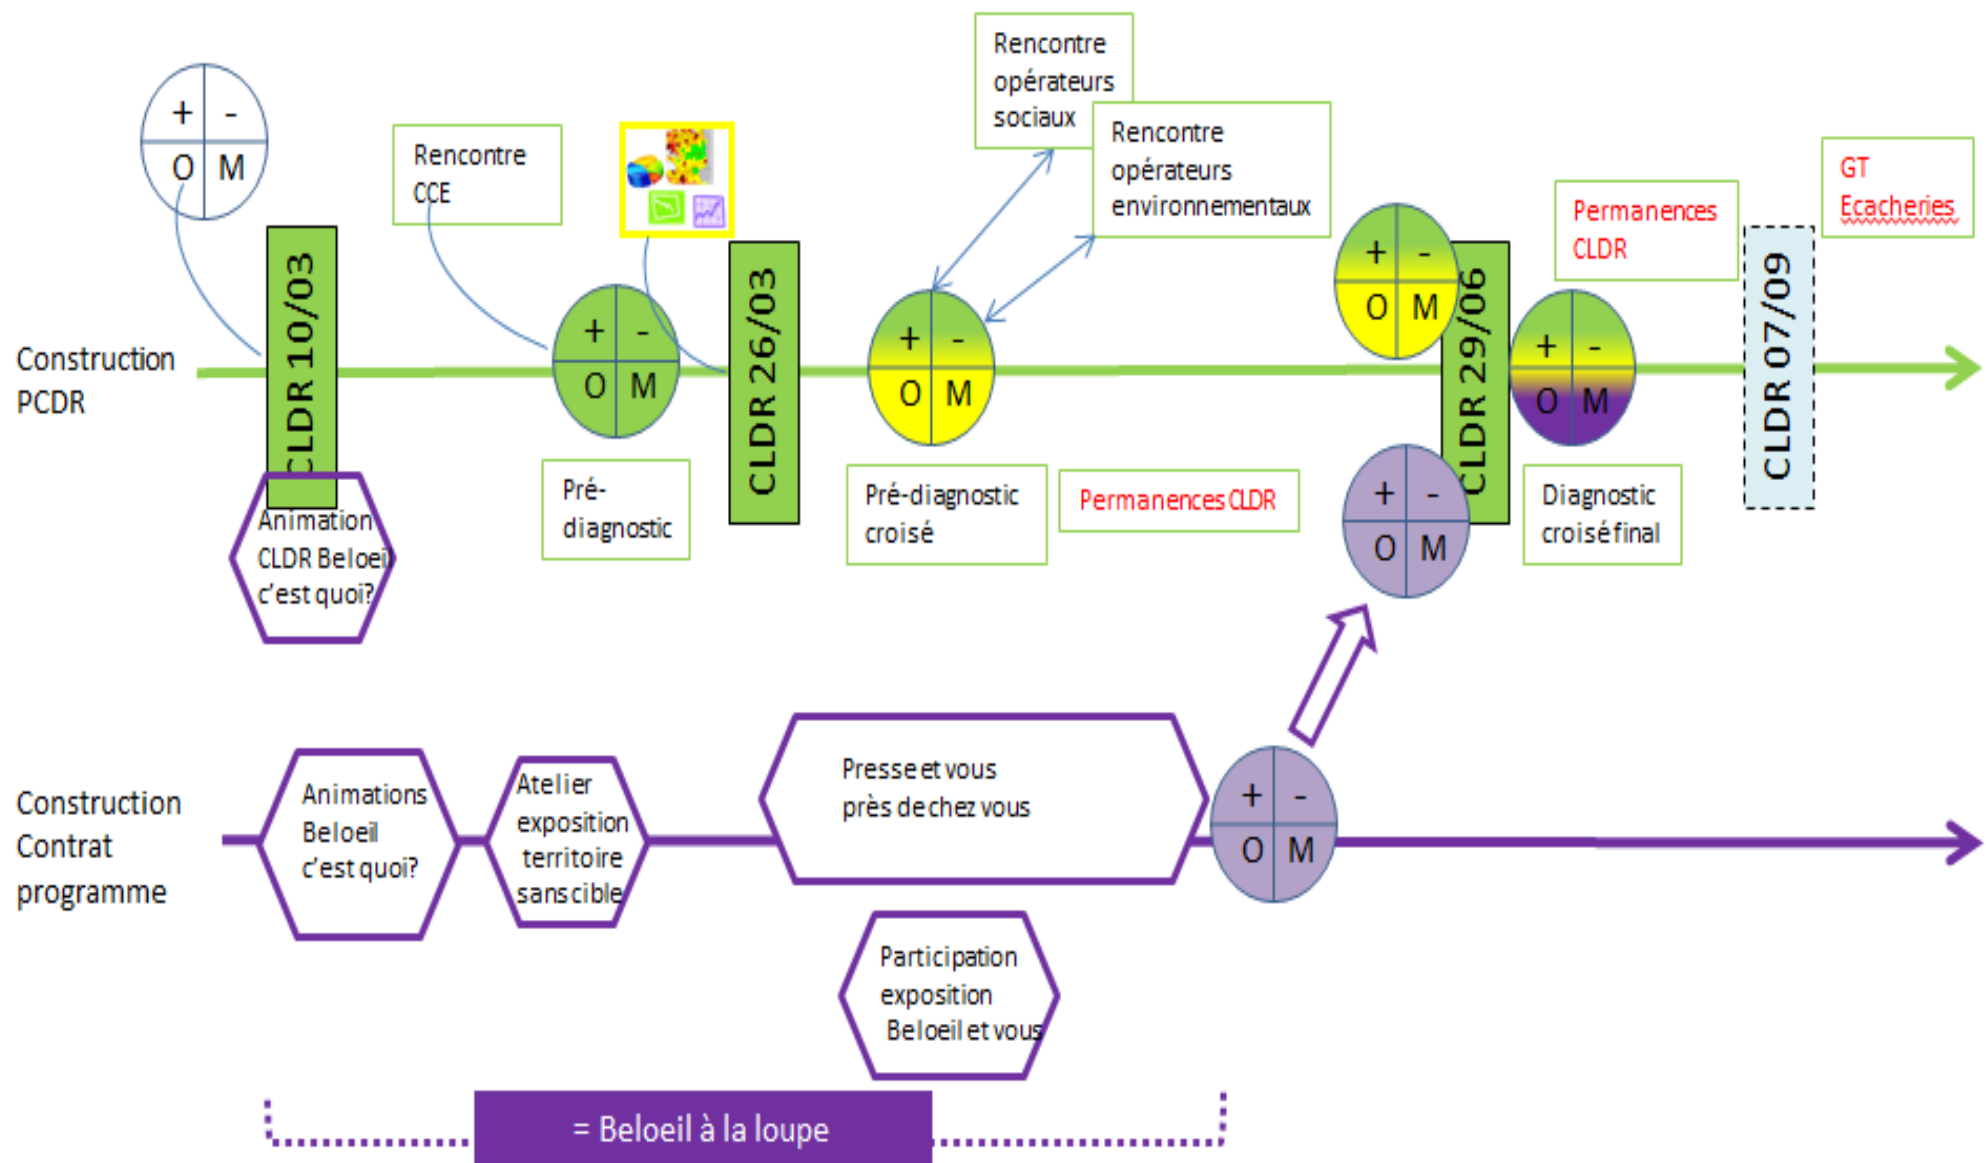 Rencontre
opérateurs
sociaux
Rencontre
opérateurs
environnementaux
+ -
O M
Rencontre
CCE
GT
Ecacheries
Permanences
CLDR
+ -
O M
CLDR 10/03
+ -
O M
CLDR 26/03
+ -
O M
CLDR 29/06
+ -
O M
CLDR 07/09
Construction
PCDR
Animation
CLDR Beloei
c’est quoi?
Pré-
diagnostic
Pré-diagnostic
croisé
Permanences CLDR
+ -
O M
Diagnostic
croisé final
Construction
Contrat
programme
Animations
Beloeil
c’est quoi?
Atelier
exposition
territoire
sans cible
Presse et vous
près de chez vous
+ -
O M
Participation
exposition
Beloeil et vous
= Beloeil à la loupe